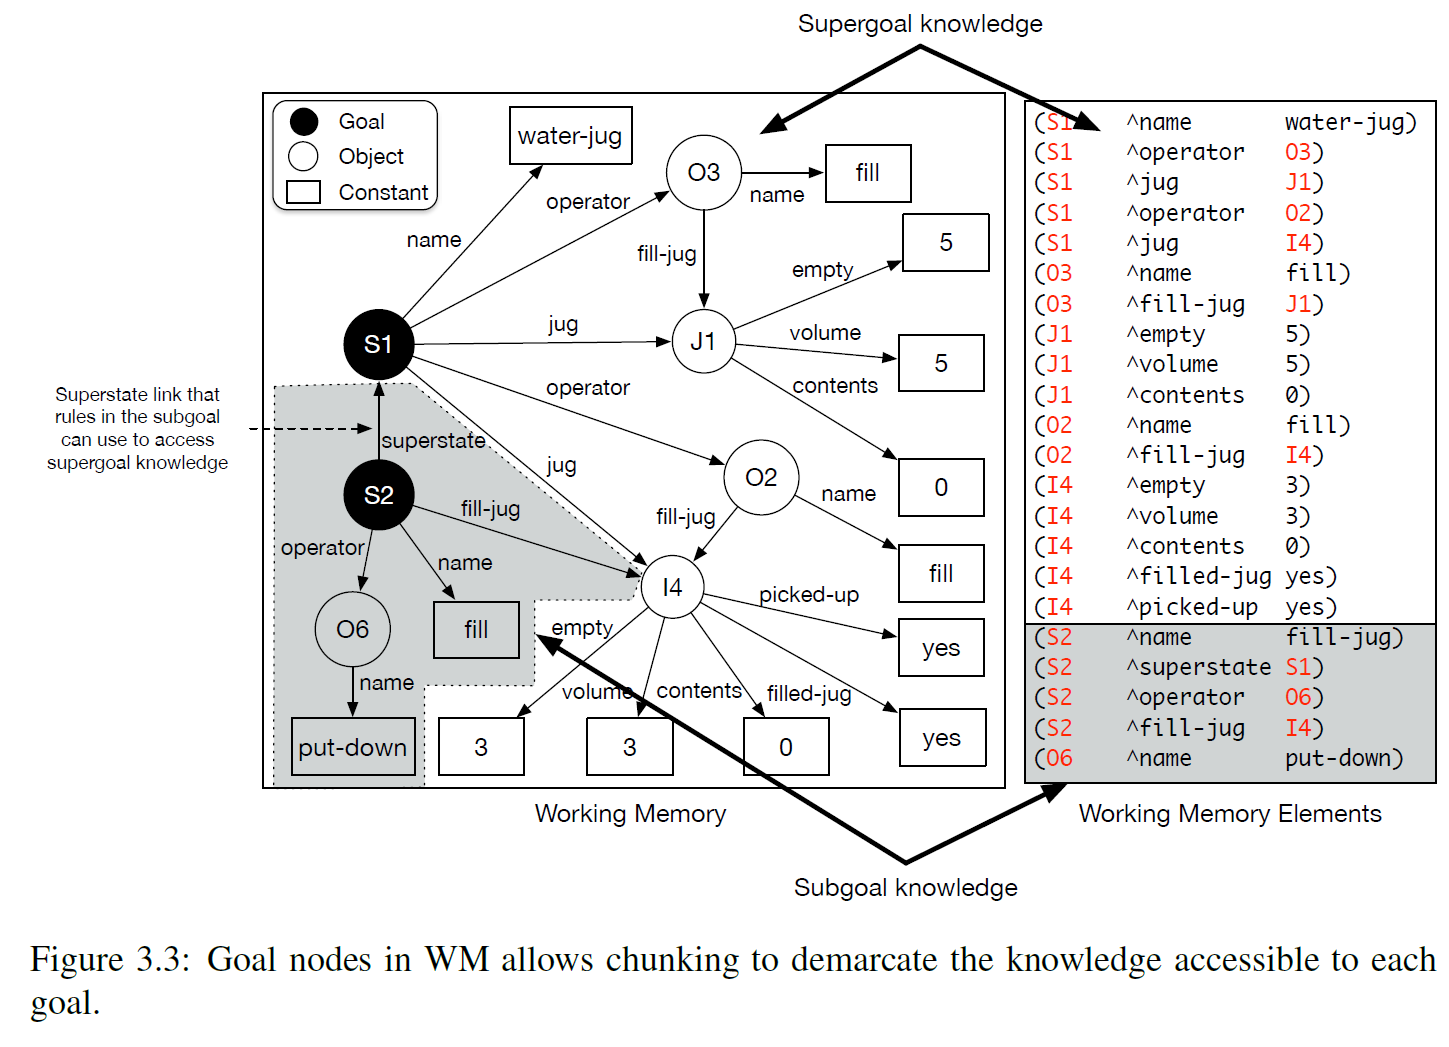 Supergoal knowledge
Goal
Object
Constant
water-jug
O3
fill
name
operator
name
fill-jug
5
empty
S1
jug
J1
volume
5
contents
operator
Superstate link that
rules in the subgoal
can use to access
supergoal knowledge
superstate
jug
O2
0
name
S2
fill-jug
fill-jug
operator
name
fill
I4
picked-up
O6
fill
empty
yes
name
volume
contents
filled-jug
put-down
3
3
0
yes
Working Memory
(S1 ^name water-jug)
(S1 ^operator O3)
(S1 ^jug J1)
(S1 ^operator O2)
(S1 ^jug I4)
(O3 ^name fill)
(O3 ^fill-jug J1)
(J1 ^empty 5)
(J1 ^volume 5)
(J1 ^contents 0)
(O2 ^name fill)
(O2 ^fill-jug I4)
(I4 ^empty 3)
(I4 ^volume 3)
(I4 ^contents 0)
(I4 ^filled-jug yes)
(I4 ^picked-up yes)
(S2 ^name fill-jug)
(S2 ^superstate S1)
(S2 ^operator O6)
(S2 ^fill-jug I4)
(O6 ^name put-down)
Working Memory Elements
Subgoal knowledge
Figure 3.3: Goal nodes in WM allows chunking to demarcate the knowledge accessible to each
goal.